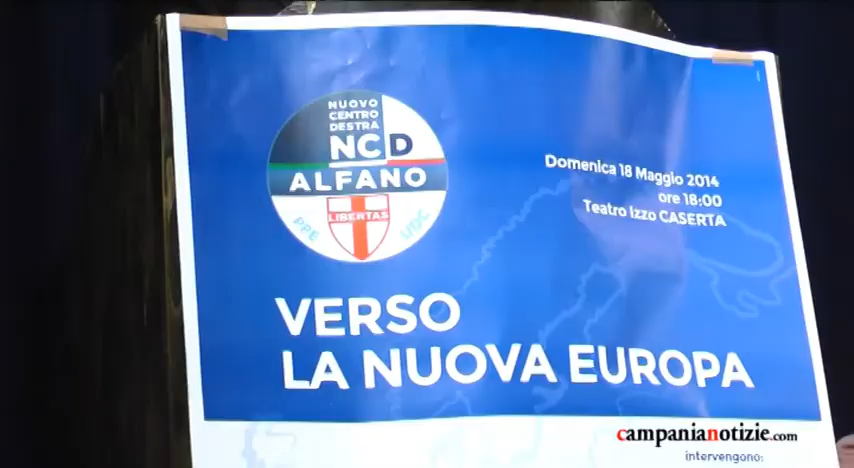 NUOVO
CENTRO
DESTRA
NCD
ALFANO
LIBERTAS
PPE UDC
Domenica 18 Maggio 2014
ore 18:00
Teatro Izzo CASERTA
VERSO
LA NUOVA EUROPA
campanianotizie.com
intervengono: